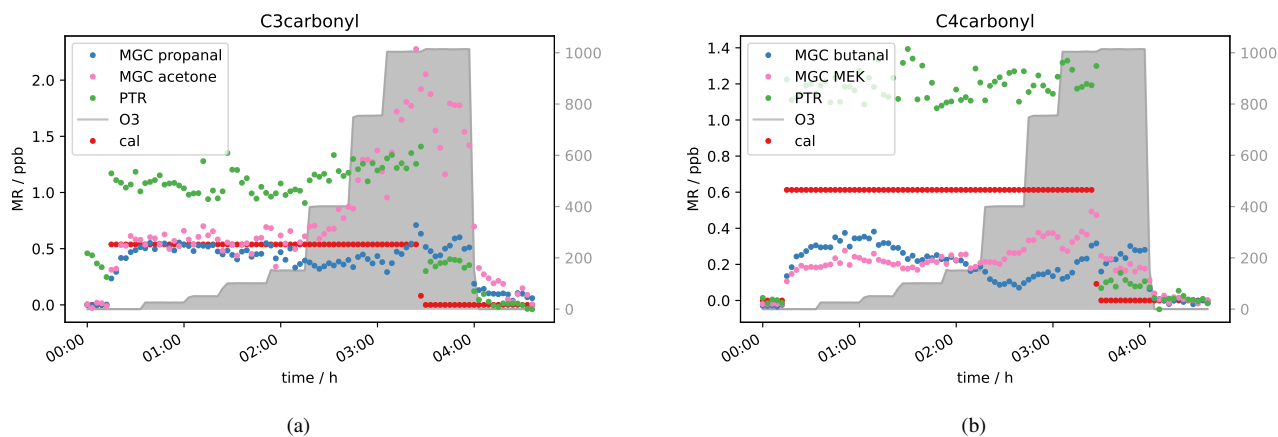 C3carbonyl
MGC propanal
MGC acetone
PTR
O3
cal
MR / ppb
2.0
1.5
1.0
0.5
0.0
1000
800
600
400
200
0
00:00
01:00
02:00
03:00
04:00
time / h
(a)
C4carbonyl
MGC butanal
MGC MEK
PTR
O3
cal
MR / ppb
1.4
1.2
1.0
0.8
0.6
0.4
0.2
0.0
1000
800
600
400
200
0
00:00
01:00
02:00
03:00
04:00
time / h
(b)